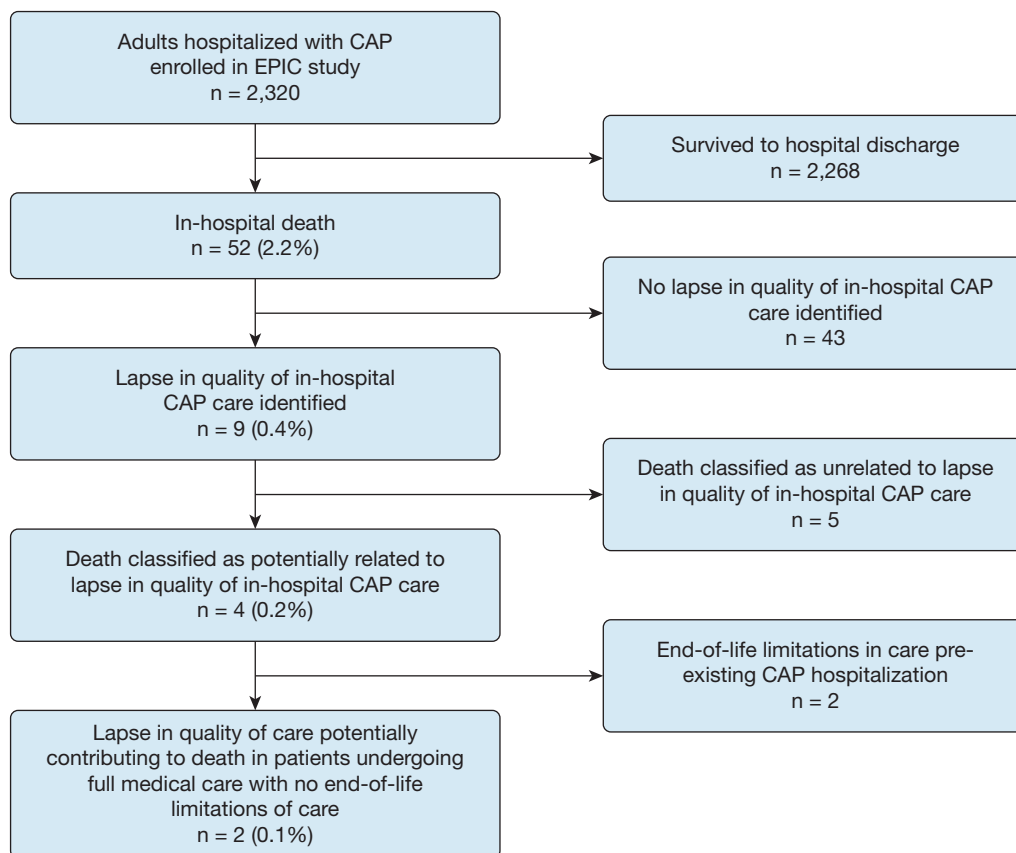 Adults hospitalized with CAP
enrolled in EPIC study
n = 2,320
Survived to hospital discharge
n = 2,268
In-hospital death
n = 52 (2.2%)
No lapse in quality of in-hospital CAP
care identified
n = 43
Lapse in quality of in-hospital
CAP care identified
n = 9 (0.4%)
Death classified as unrelated to lapse
in quality of in-hospital CAP care
n = 5
Death classified as potentially related to
lapse in quality of in-hospital CAP care
n = 4 (0.2%)
End-of-life limitations in care pre-
existing CAP hospitalization
n = 2
Lapse in quality of care potentially
contributing to death in patients undergoing
full medical care with no end-of-life
limitations of care
n = 2 (0.1%)